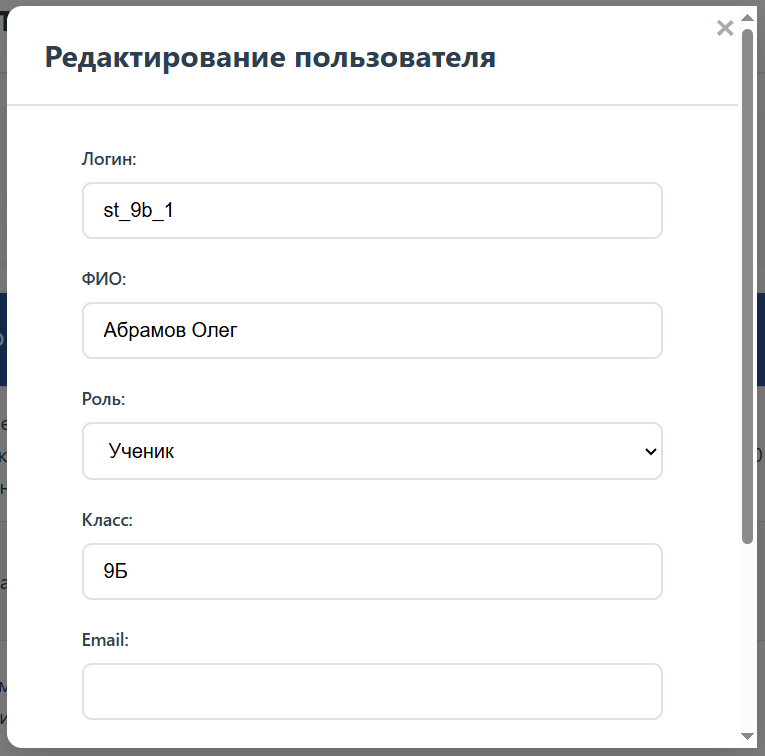 Редактирование пользователя
×
Логин:
st_9b_1
ФИО:
Абрамов Олег
Роль:
Ученик
Класс:
9Б
Email: